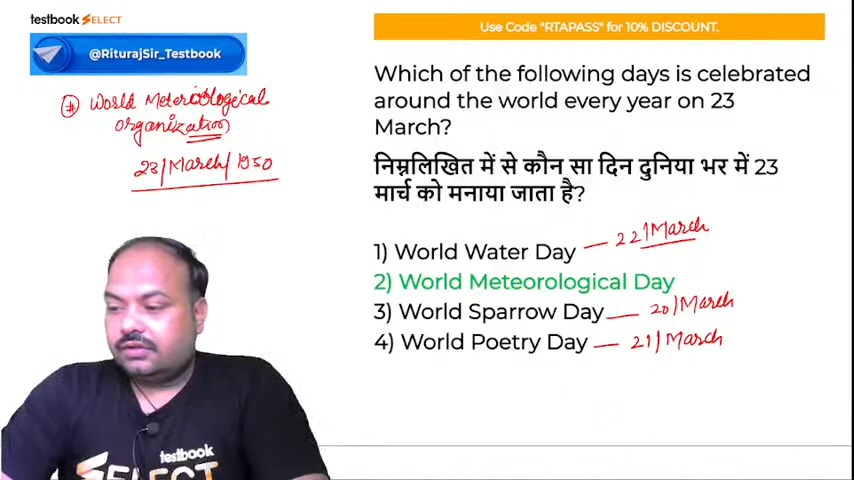 testbook SELECT
@RiturajSir_Testbook
# World Meteriological
organization
23/March/1950
Use Code "RTAPASS" for 10% DISCOUNT.
Which of the following days is celebrated
around the world every year on 23
March?
निम्नलिखित में से कौन सा दिन दुनिया भर में 23
मार्च को मनाया जाता है?
1) World Water Day — 22/March
2) World Meteorological Day
3) World Sparrow Day — 20/March
4) World Poetry Day — 21/March
testbook
SELECT